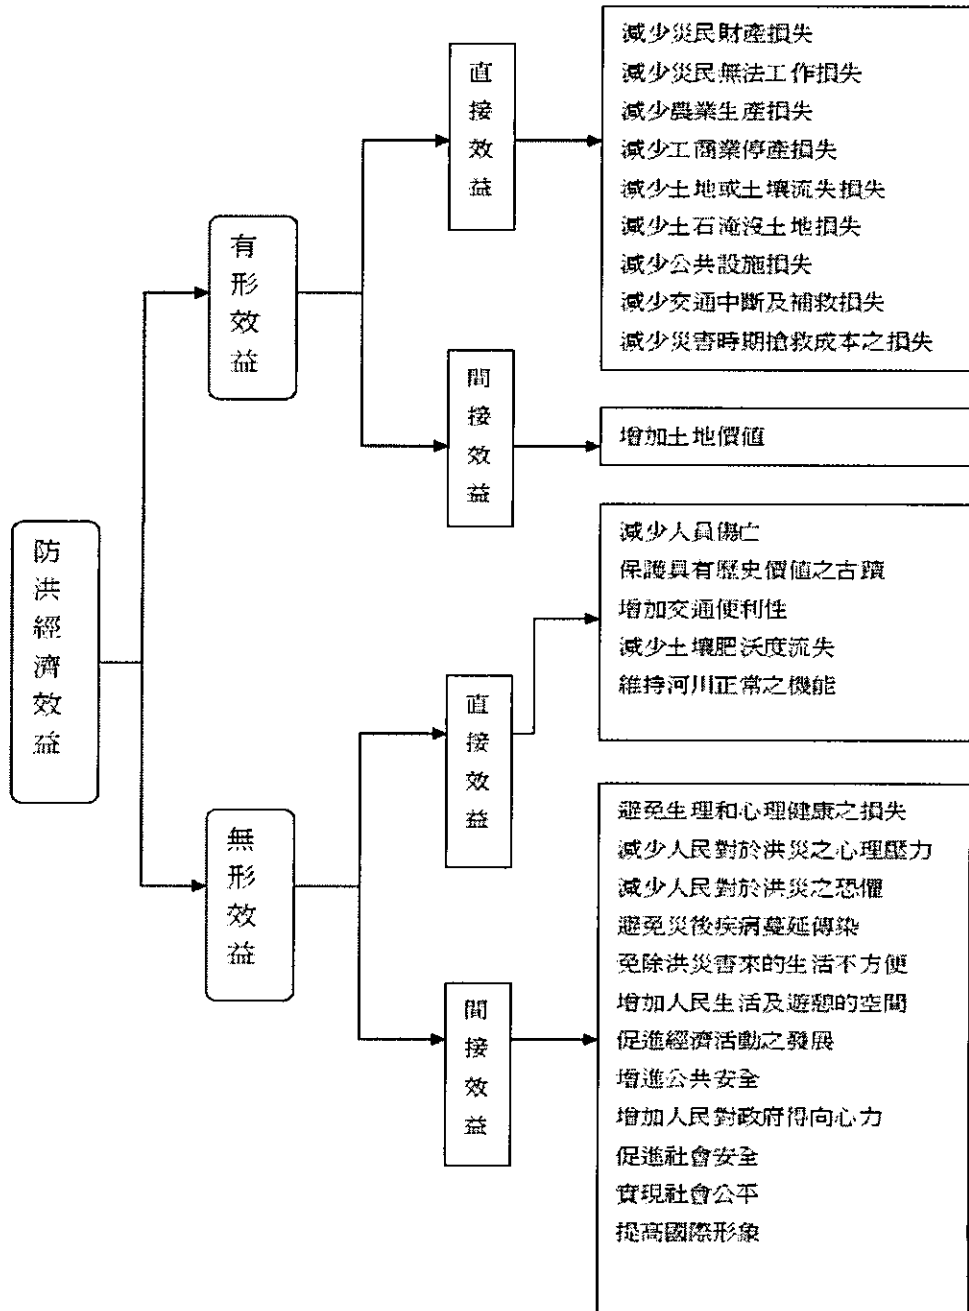 防洪經濟效益
有形效益
直接效益
減少災民財產損失
減少災民無法工作損失
減少農業生產損失
減少工商業停產損失
減少土地或土壤流失損失
減少土石淹沒土地損失
減少公共設施損失
減少交通中斷及補救損失
減少災害時期搶救成本之損失
間接效益
增加土地價值
無形效益
直接效益
減少人員傷亡
保護具有歷史價值之古蹟
增加交通便利性
減少土壤肥沃度流失
維持河川正常之機能
間接效益
避免生理和心理健康之損失
減少人民對於洪災之心理壓力
減少人民對於洪災之恐懼
避免災後疾病蔓延傳染
免除洪災害來的生活不方便
增加人民生活及遊憩的空間
促進經濟活動之發展
增進公共安全
增加人民對政府得向心力
促進社會安全
實現社會公平
提高國際形象